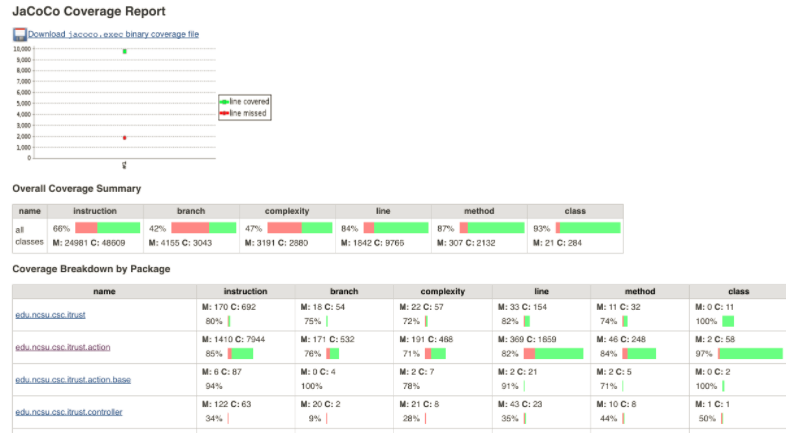 JaCoCo Coverage Report
Download jacoco.exec binary coverage file
10,000
9,000
8,000
7,000
6,000
5,000
4,000
3,000
2,000
1,000
0
line covered
line missed
Overall Coverage Summary
name instruction branch complexity line method class
all classes 66% 42% 47% 84% 87% 93%
M: 24981 C: 48609 M: 4155 C: 3043 M: 3191 C: 2880 M: 1842 C: 9766 M: 307 C: 2132 M: 21 C: 284
Coverage Breakdown by Package
name instruction branch complexity line method class
edu.ncsu.csc.itrust M: 170 C: 692 M: 18 C: 54 M: 22 C: 57 M: 33 C: 154 M: 11 C: 32 M: 0 C: 11
80% 75% 72% 82% 74% 100%
edu.ncsu.csc.itrust.action M: 1410 C: 7944 M: 171 C: 532 M: 191 C: 468 M: 369 C: 1659 M: 46 C: 248 M: 2 C: 58
85% 76% 71% 82% 84% 97%
edu.ncsu.csc.itrust.action.base M: 6 C: 87 M: 0 C: 4 M: 2 C: 7 M: 2 C: 21 M: 2 C: 5 M: 0 C: 2
94% 100% 78% 91% 71% 100%
edu.ncsu.csc.itrust.controller M: 122 C: 63 M: 20 C: 2 M: 21 C: 8 M: 43 C: 23 M: 10 C: 8 M: 1 C: 1
34% 9% 28% 35% 44% 50%